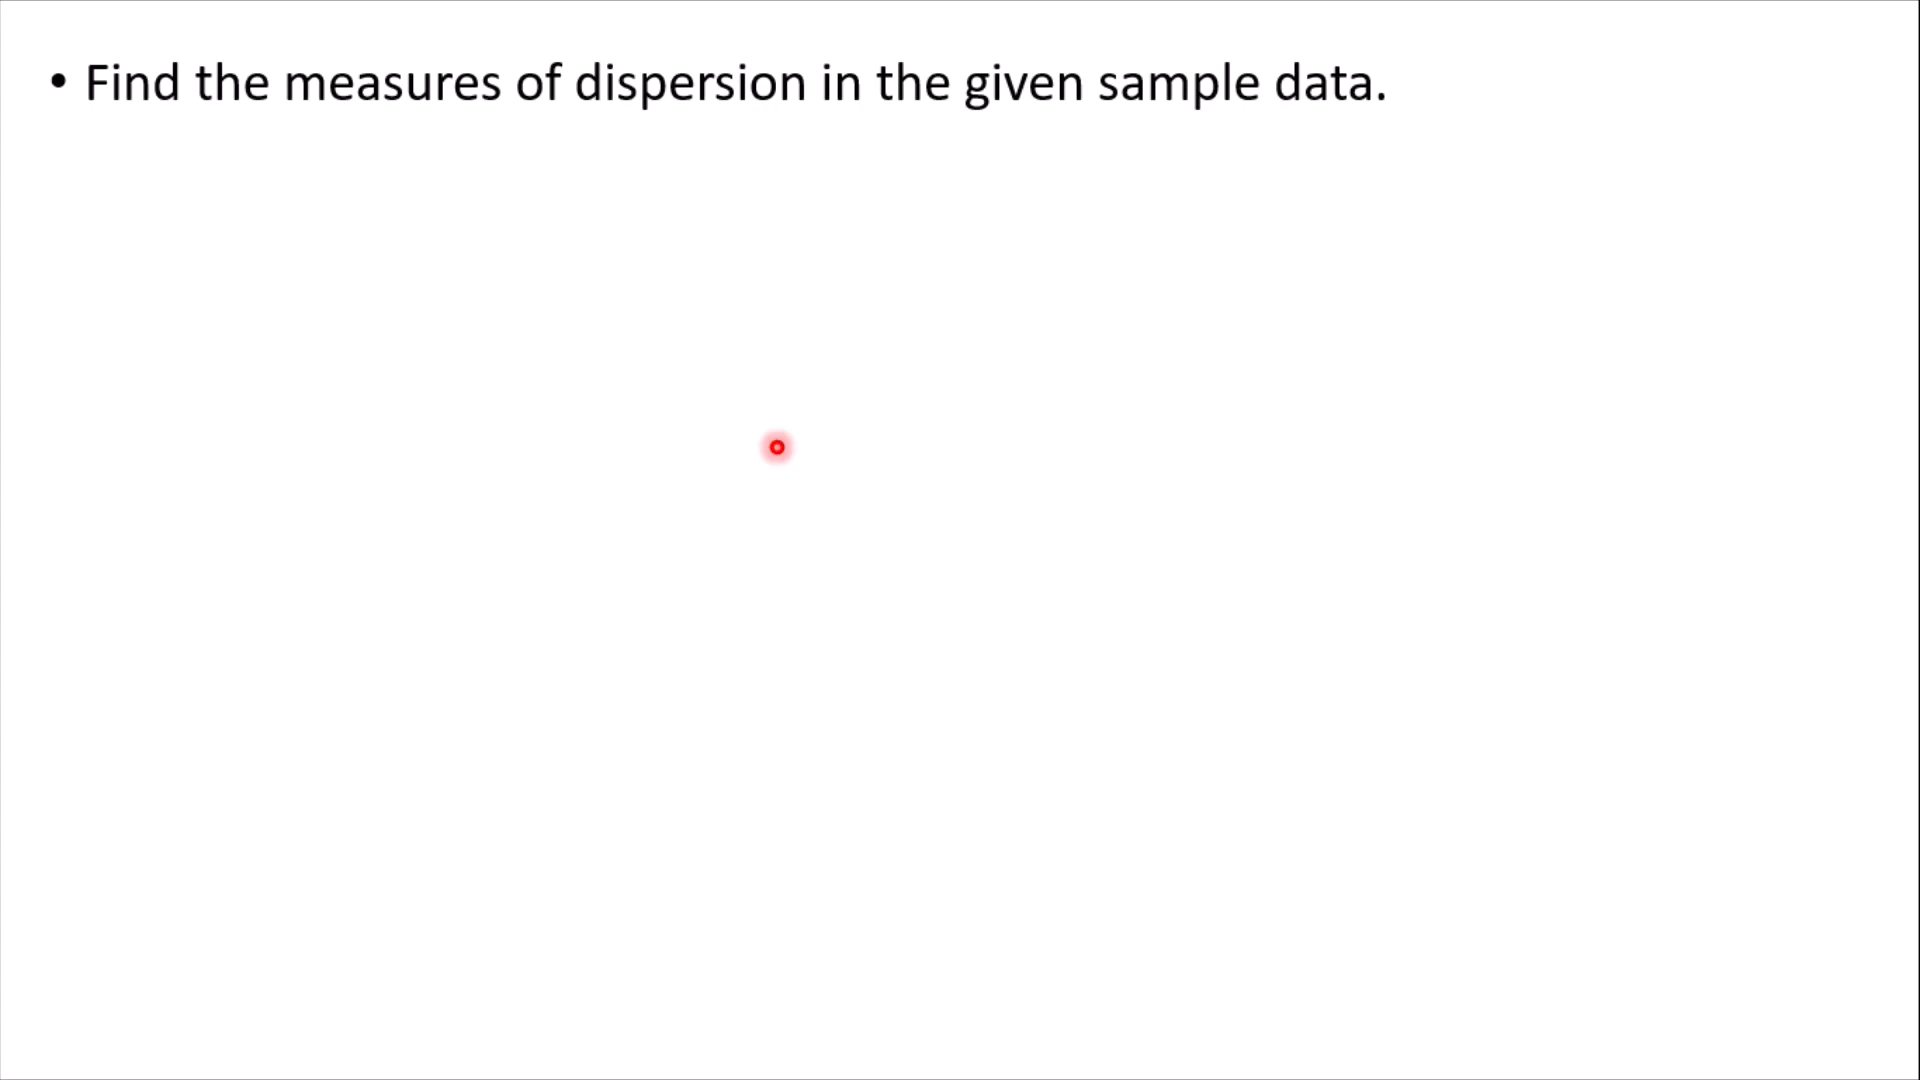 • Find the measures of dispersion in the given sample data.